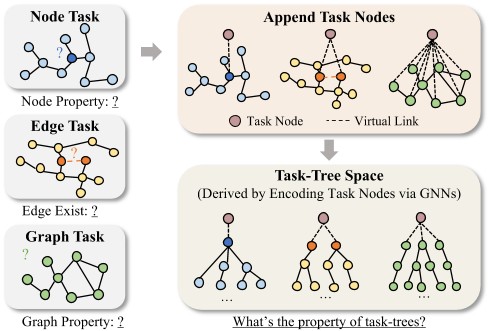 Node Task
?
Node Property: ?
Edge Task
?
Edge Exist: ?
Graph Task
?
Graph Property: ?
Append Task Nodes
Task Node
Virtual Link
Task-Tree Space
(Derived by Encoding Task Nodes via GNNs)
... ... ...
What's the property of task-trees?